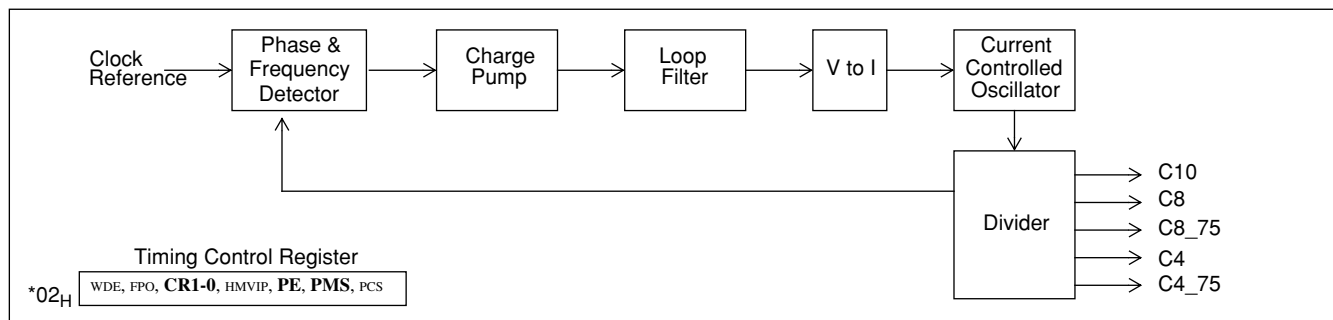 Clock
Reference
Phase &
Frequency
Detector
Charge
Pump
Loop
Filter
V to I
Current
Controlled
Oscillator
Divider
C10
C8
C8_75
C4
C4_75
Timing Control Register
*02H WDE, FPO, CR1-0, HMVIP, PE, PMS, PCS